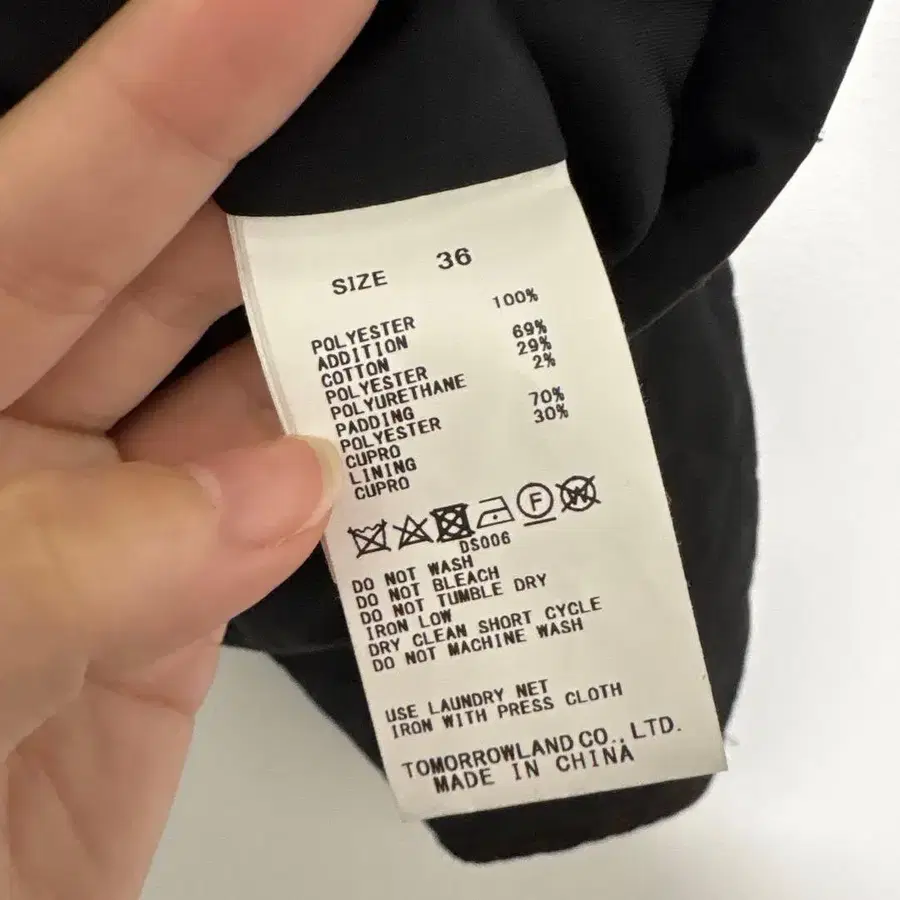 SIZE 36
POLYESTER 100%
ADDITION
COTTON 69%
POLYESTER 29%
POLYURETHANE 2%
PADDING
POLYESTER 70%
CUPRO 30%
LINING
CUPRO
F W
DS006
DO NOT WASH
DO NOT BLEACH
DO NOT TUMBLE DRY
IRON LOW
DRY CLEAN SHORT CYCLE
DO NOT MACHINE WASH
USE LAUNDRY NET
IRON WITH PRESS CLOTH
TOMORROWLAND CO., LTD.
MADE IN CHINA